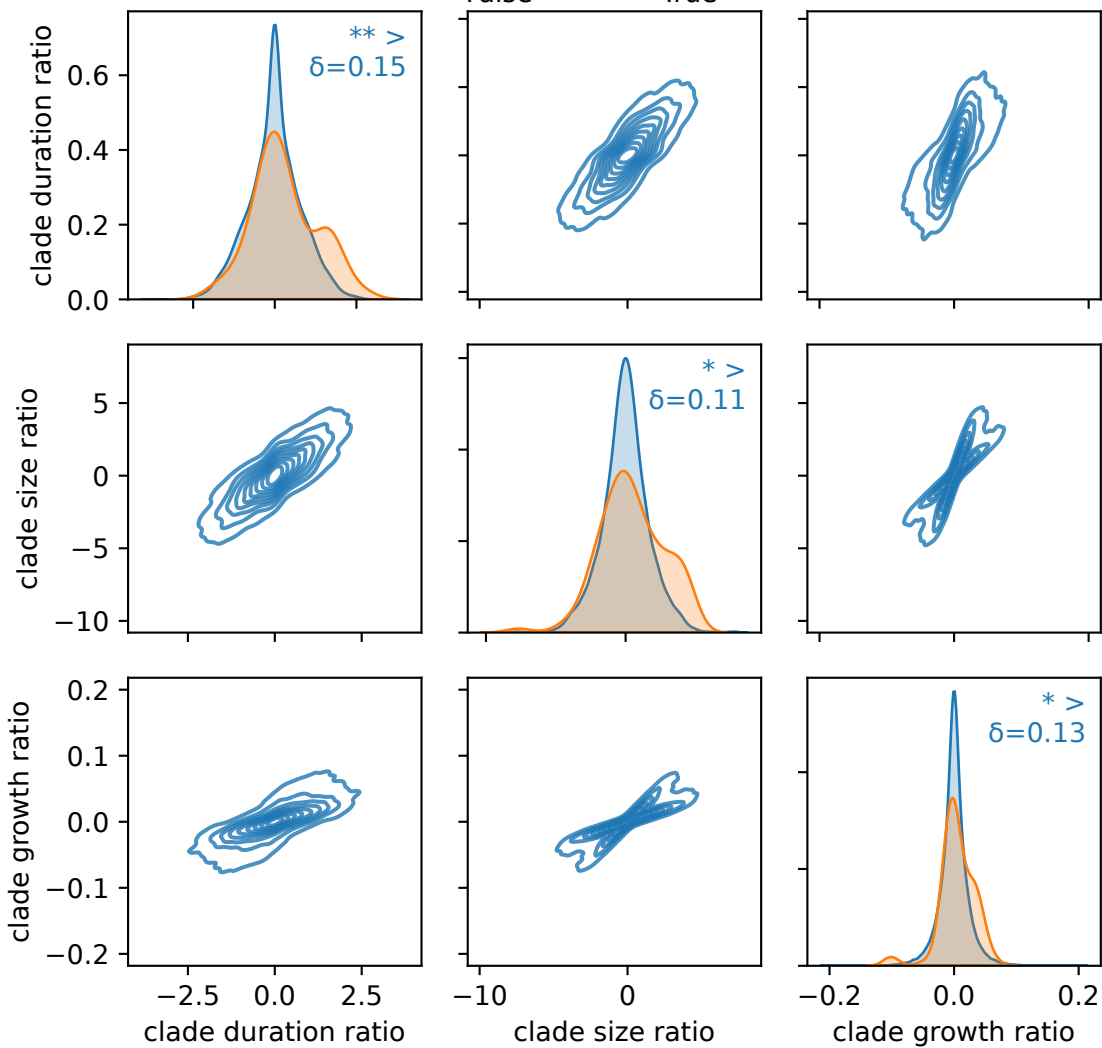 False True
clade duration ratio
0.6
0.4
0.2
0.0
** >
δ=0.15
clade size ratio
5
0
−5
−10
* >
δ=0.11
clade growth ratio
0.2
0.1
0.0
−0.1
−0.2
* >
δ=0.13
−2.5 0.0 2.5
−10 0
−0.2 0.0 0.2
clade duration ratio
clade size ratio
clade growth ratio